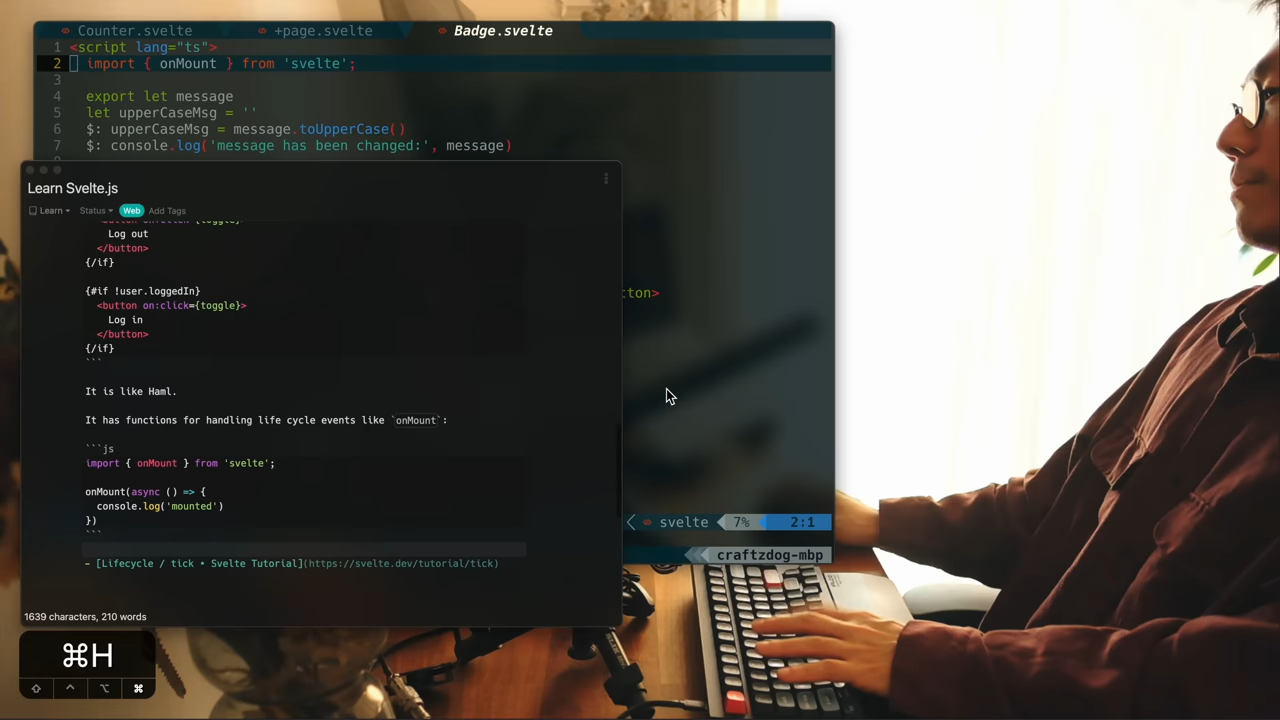 Counter.svelte +page.svelte Badge.svelte
1 <script lang="ts">
2 import { onMount } from 'svelte';
3
4 export let message
5 let upperCaseMsg = ''
6 $: upperCaseMsg = message.toUpperCase()
7 $: console.log('message has been changed:', message)
tton>
Learn Svelte.js
Learn Status Web Add Tags
Log out
</button>
{/if}
{#if !user.loggedIn}
<button on:click={toggle}>
Log in
</button>
{/if}
```
It is like Haml.
It has functions for handling life cycle events like `onMount`:
```js
import { onMount } from 'svelte';
onMount(async () => {
console.log('mounted')
})
```
- [Lifecycle / tick • Svelte Tutorial](https://svelte.dev/tutorial/tick)
1639 characters, 210 words
svelte 7% 2:1
craftzdog-mbp
⌘H
⇧ ^ ⌥ ⌘